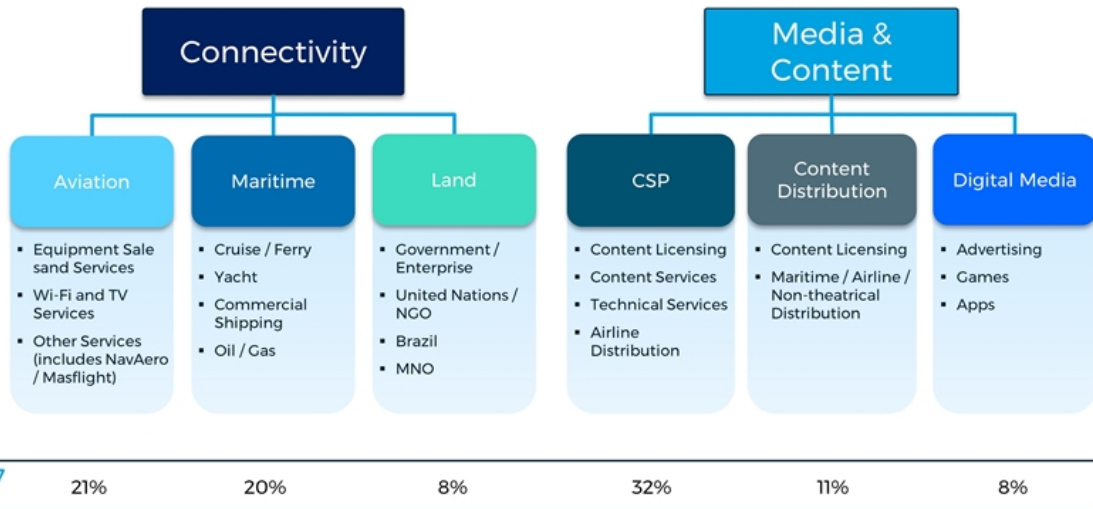 Connectivity
Media &
Content
Aviation
Maritime
Land
CSP
Content
Distribution
Digital Media
▪ Equipment Sale
sand Services
▪ Wi-Fi and TV
Services
▪ Other Services
(includes NavAero
/ Masflight)
▪ Cruise / Ferry
▪ Yacht
▪ Commercial
Shipping
▪ Oil / Gas
▪ Government /
Enterprise
▪ United Nations /
NGO
▪ Brazil
▪ MNO
▪ Content Licensing
▪ Content Services
▪ Technical Services
▪ Airline
Distribution
▪ Content Licensing
▪ Maritime / Airline /
Non-theatrical
Distribution
▪ Advertising
▪ Games
▪ Apps
21%
20%
8%
32%
11%
8%